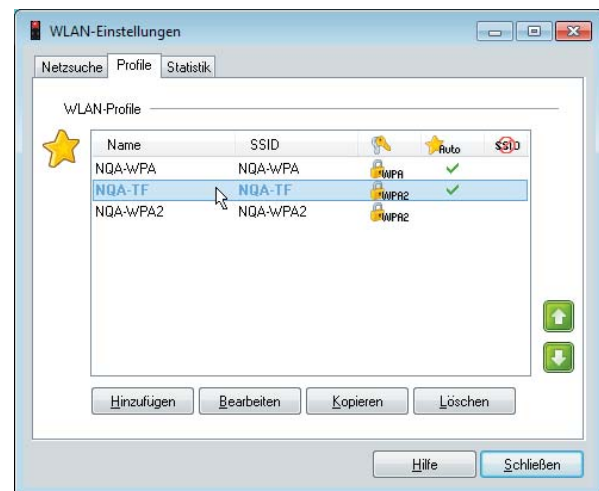 WLAN-Einstellungen
Netzsuche Profile Statistik
WLAN-Profile
Name SSID Auto SSID
NQA-WPA NQA-WPA WPA
NQA-TF NQA-TF WPA2
NQA-WPA2 NQA-WPA2 WPA2
Hinzufügen Bearbeiten Kopieren Löschen
Hilfe Schließen